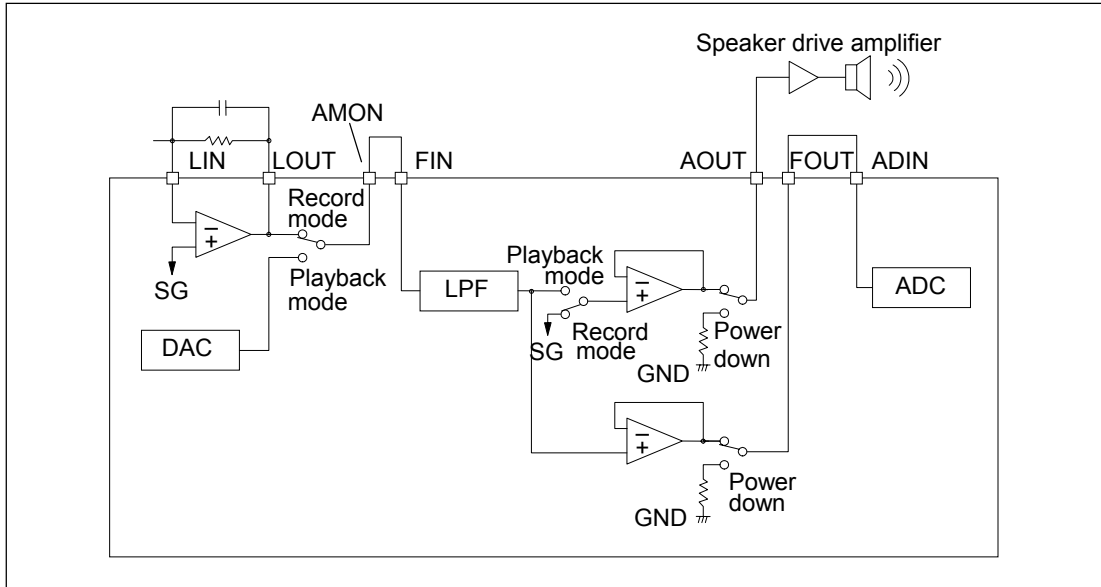 Speaker drive amplifier
AMON
LIN
LOUT
FIN
AOUT
FOUT
ADIN
Record
mode
Playback
mode
SG
DAC
LPF
Playback
mode
Record
mode
SG
Power
down
GND
ADC
Power
down
GND